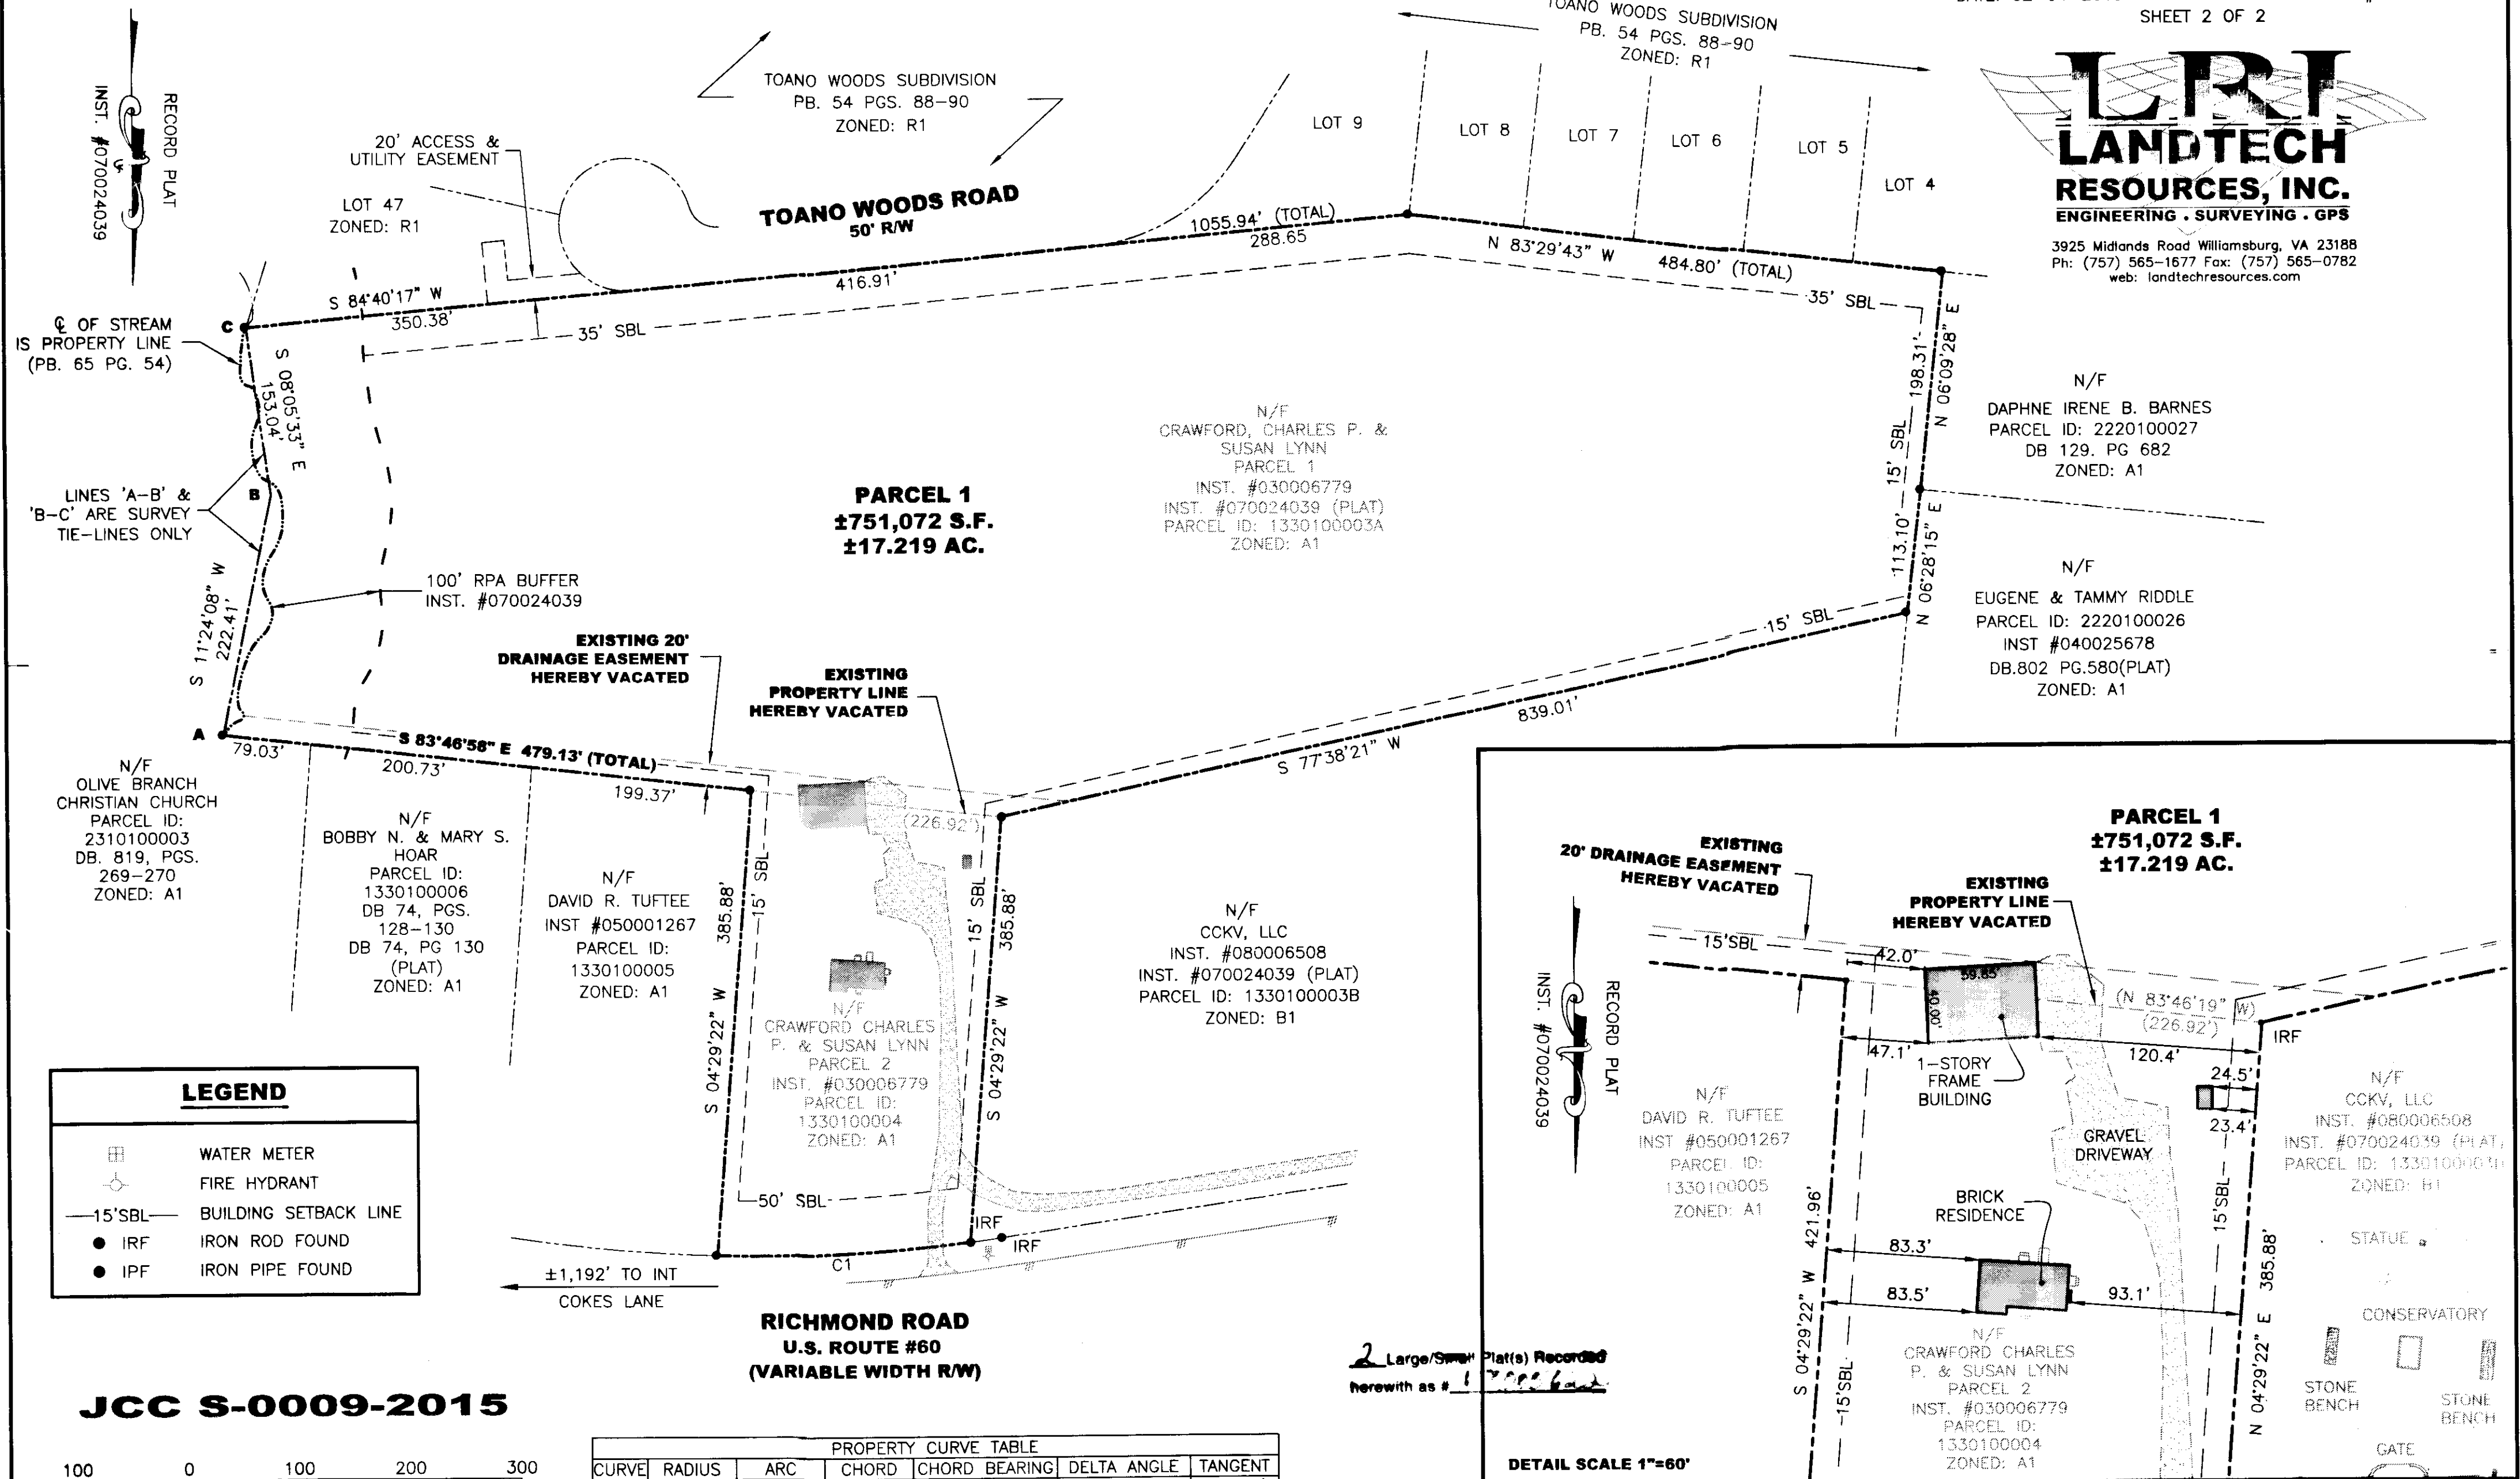 SHEET 2 OF 2
LRI
LANDTECH
RESOURCES, INC.
ENGINEERING . SURVEYING . GPS
3925 Midlands Road Williamsburg, VA 23188
Ph: (757) 565-1677 Fax: (757) 565-0782
web: landtechresources.com
RECORD PLAT
INST. #070024039
TOANO WOODS SUBDIVISION
PB. 54 PGS. 88-90
ZONED: R1
TOANO WOODS SUBDIVISION
PB. 54 PGS. 88-90
ZONED: R1
20' ACCESS &
UTILITY EASEMENT
LOT 47
ZONED: R1
TOANO WOODS ROAD
50' R/W
LOT 9
LOT 8
LOT 7
LOT 6
LOT 5
LOT 4
1055.94' (TOTAL)
288.65
416.91'
S 84°40'17" W
350.38'
35' SBL
N 83°29'43" W
484.80' (TOTAL)
35' SBL
C
℄ OF STREAM
IS PROPERTY LINE
(PB. 65 PG. 54)
S 08°05'33" E
153.04'
B
LINES 'A-B' &
'B-C' ARE SURVEY
TIE-LINES ONLY
S 11°24'08" W
222.41'
A
100' RPA BUFFER
INST. #070024039
PARCEL 1
±751,072 S.F.
±17.219 AC.
N/F
CRAWFORD, CHARLES P. &
SUSAN LYNN
PARCEL 1
INST. #030006779
INST. #070024039 (PLAT)
PARCEL ID: 1330100003A
ZONED: A1
198.31'
N 06°09'28" E
15' SBL
113.10'
N 06°28'15" E
N/F
DAPHNE IRENE B. BARNES
PARCEL ID: 2220100027
DB 129. PG 682
ZONED: A1
N/F
EUGENE & TAMMY RIDDLE
PARCEL ID: 2220100026
INST #040025678
DB.802 PG.580(PLAT)
ZONED: A1
EXISTING 20'
DRAINAGE EASEMENT
HEREBY VACATED
EXISTING
PROPERTY LINE
HEREBY VACATED
15' SBL
839.01'
S 77°38'21" W
79.03'
S 83°46'58" E 479.13' (TOTAL)
200.73'
199.37'
(226.92')
N/F
OLIVE BRANCH
CHRISTIAN CHURCH
PARCEL ID:
2310100003
DB. 819, PGS.
269-270
ZONED: A1
N/F
BOBBY N. & MARY S.
HOAR
PARCEL ID:
1330100006
DB 74, PGS.
128-130
DB 74, PG 130
(PLAT)
ZONED: A1
N/F
DAVID R. TUFTEE
INST #050001267
PARCEL ID:
1330100005
ZONED: A1
385.88'
S 04°29'22" W
15' SBL
N/F
CRAWFORD CHARLES
P. & SUSAN LYNN
PARCEL 2
INST. #030006779
PARCEL ID:
1330100004
ZONED: A1
15' SBL
385.88'
S 04°29'22" W
N/F
CCKV, LLC
INST. #080006508
INST. #070024039 (PLAT)
PARCEL ID: 1330100003B
ZONED: B1
50' SBL
IRF
IRF
C1
±1,192' TO INT
COKES LANE
RICHMOND ROAD
U.S. ROUTE #60
(VARIABLE WIDTH R/W)
LEGEND
WATER METER
FIRE HYDRANT
15'SBL BUILDING SETBACK LINE
IRF IRON ROD FOUND
IPF IRON PIPE FOUND
JCC S-0009-2015
100 0 100 200 300
PROPERTY CURVE TABLE
CURVE RADIUS ARC CHORD CHORD BEARING DELTA ANGLE TANGENT
2 Large/Small Plat(s) Recorded
herewith as #
PARCEL 1
±751,072 S.F.
±17.219 AC.
EXISTING
20' DRAINAGE EASEMENT
HEREBY VACATED
EXISTING
PROPERTY LINE
HEREBY VACATED
RECORD PLAT
INST. #070024039
15'SBL
42.0'
59.85'
40.00'
(N 83°46'19" W)
(226.92')
IRF
47.1'
120.4'
1-STORY
FRAME
BUILDING
24.5'
23.4'
N/F
DAVID R. TUFTEE
INST #050001267
PARCEL ID:
1330100005
ZONED: A1
GRAVEL
DRIVEWAY
N/F
CCKV, LLC
INST. #080006508
INST. #070024039 (PLAT)
PARCEL ID: 1330100003B
ZONED: B1
BRICK
RESIDENCE
421.96'
S 04°29'22" W
15'SBL
83.3'
83.5'
93.1'
15'SBL
385.88'
N 04°29'22" E
STATUE
CONSERVATORY
STONE
BENCH
STONE
BENCH
GATE
N/F
CRAWFORD CHARLES
P. & SUSAN LYNN
PARCEL 2
INST. #030006779
PARCEL ID:
1330100004
ZONED: A1
DETAIL SCALE 1"=60'